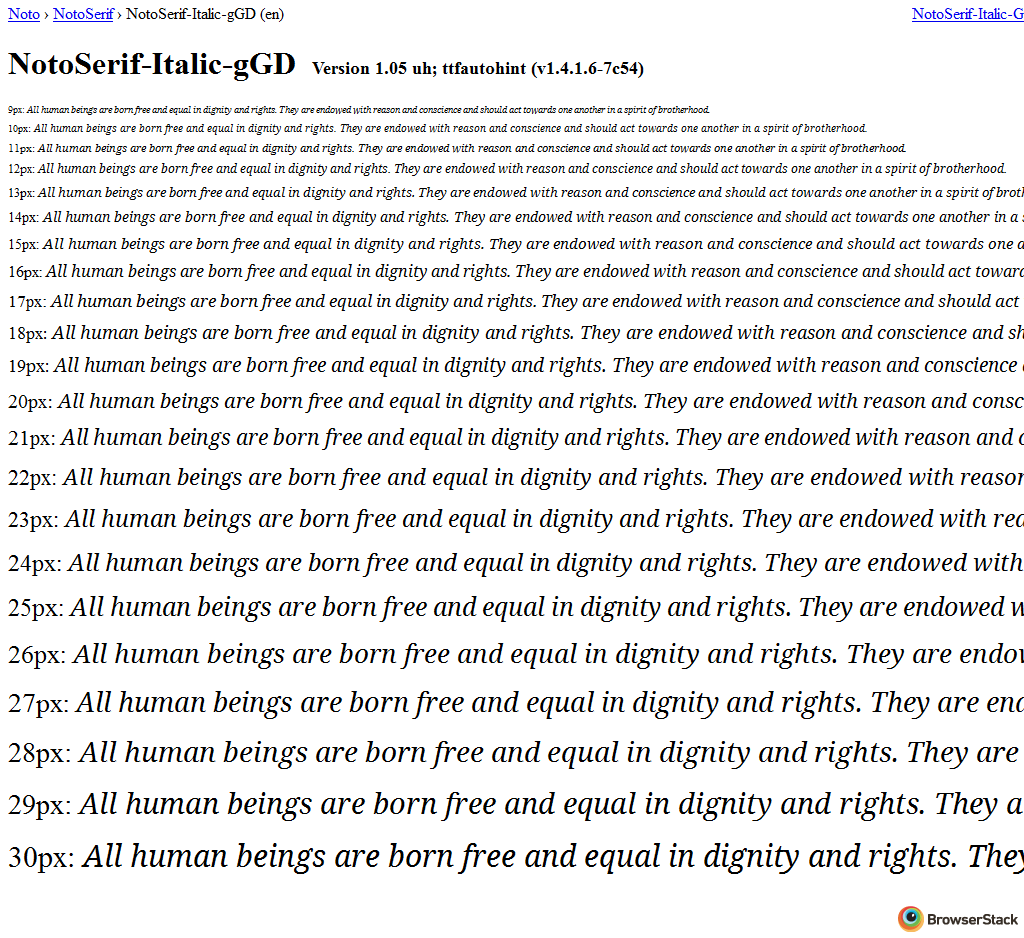 Noto › NotoSerif › NotoSerif-Italic-gGD (en) NotoSerif-Italic-G
NotoSerif-Italic-gGD Version 1.05 uh; ttfautohint (v1.4.1.6-7c54)
9px: All human beings are born free and equal in dignity and rights. They are endowed with reason and conscience and should act towards one another in a spirit of brotherhood.
10px: All human beings are born free and equal in dignity and rights. They are endowed with reason and conscience and should act towards one another in a spirit of brotherhood.
11px: All human beings are born free and equal in dignity and rights. They are endowed with reason and conscience and should act towards one another in a spirit of brotherhood.
12px: All human beings are born free and equal in dignity and rights. They are endowed with reason and conscience and should act towards one another in a spirit of brotherhood.
13px: All human beings are born free and equal in dignity and rights. They are endowed with reason and conscience and should act towards one another in a spirit of broth
14px: All human beings are born free and equal in dignity and rights. They are endowed with reason and conscience and should act towards one another in a s
15px: All human beings are born free and equal in dignity and rights. They are endowed with reason and conscience and should act towards one a
16px: All human beings are born free and equal in dignity and rights. They are endowed with reason and conscience and should act toward
17px: All human beings are born free and equal in dignity and rights. They are endowed with reason and conscience and should act
18px: All human beings are born free and equal in dignity and rights. They are endowed with reason and conscience and sh
19px: All human beings are born free and equal in dignity and rights. They are endowed with reason and conscience
20px: All human beings are born free and equal in dignity and rights. They are endowed with reason and consc
21px: All human beings are born free and equal in dignity and rights. They are endowed with reason and c
22px: All human beings are born free and equal in dignity and rights. They are endowed with reason
23px: All human beings are born free and equal in dignity and rights. They are endowed with rea
24px: All human beings are born free and equal in dignity and rights. They are endowed with
25px: All human beings are born free and equal in dignity and rights. They are endowed w
26px: All human beings are born free and equal in dignity and rights. They are endow
27px: All human beings are born free and equal in dignity and rights. They are end
28px: All human beings are born free and equal in dignity and rights. They are
29px: All human beings are born free and equal in dignity and rights. They a
30px: All human beings are born free and equal in dignity and rights. They
BrowserStack